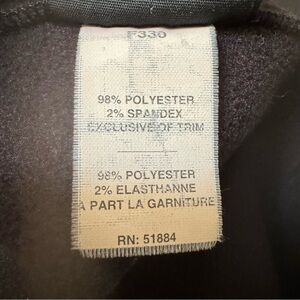 F330
98% POLYESTER
2% SPANDEX
EXCLUSIVE OF TRIM
98% POLYESTER
2% ELASTHANNE
A PART LA GARNITURE
RN: 51884